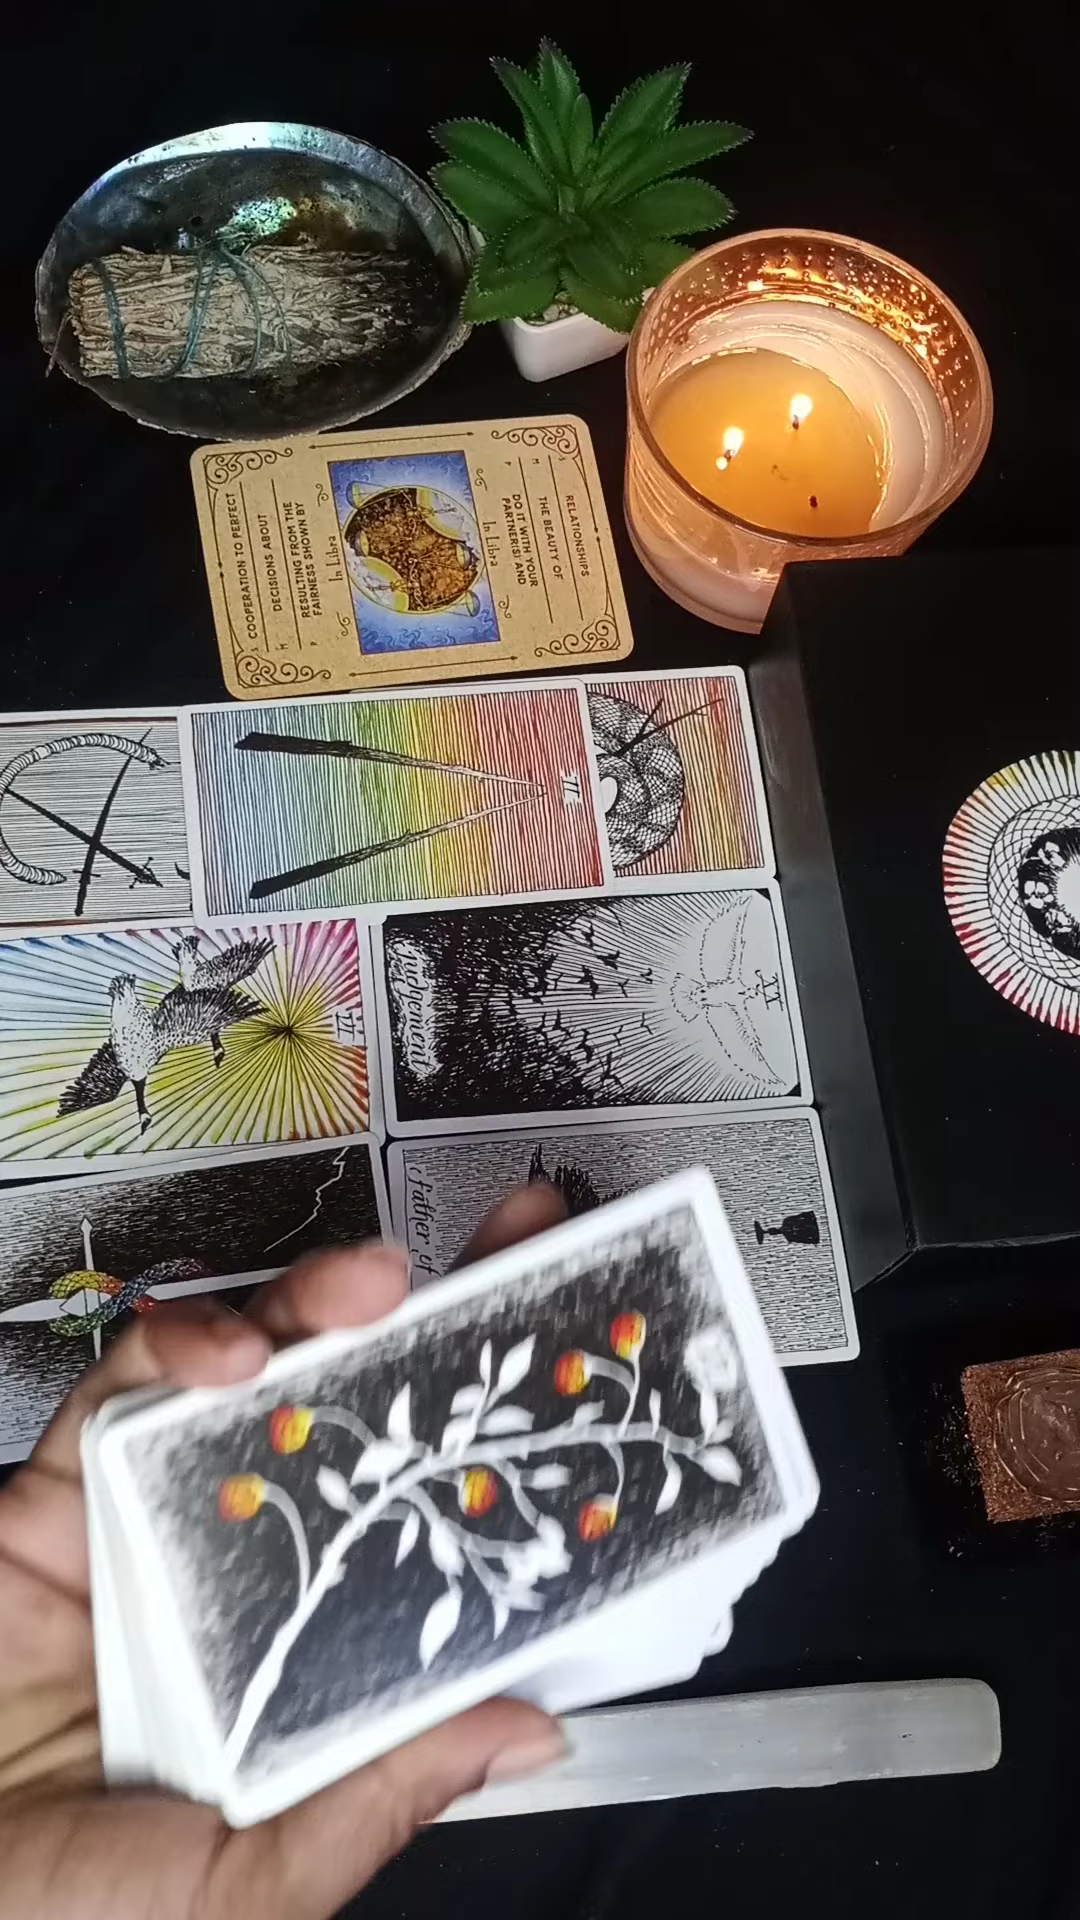 S COOPERATION TO PERFECT
M DECISIONS ABOUT
P RESULTING FROM THE
FAIRNESS SHOWN BY
In Libra
In Libra
P DO IT WITH YOUR
PARTNER(S) AND
M THE BEAUTY OF
S RELATIONSHIPS
VI
Judgement
XX
father of